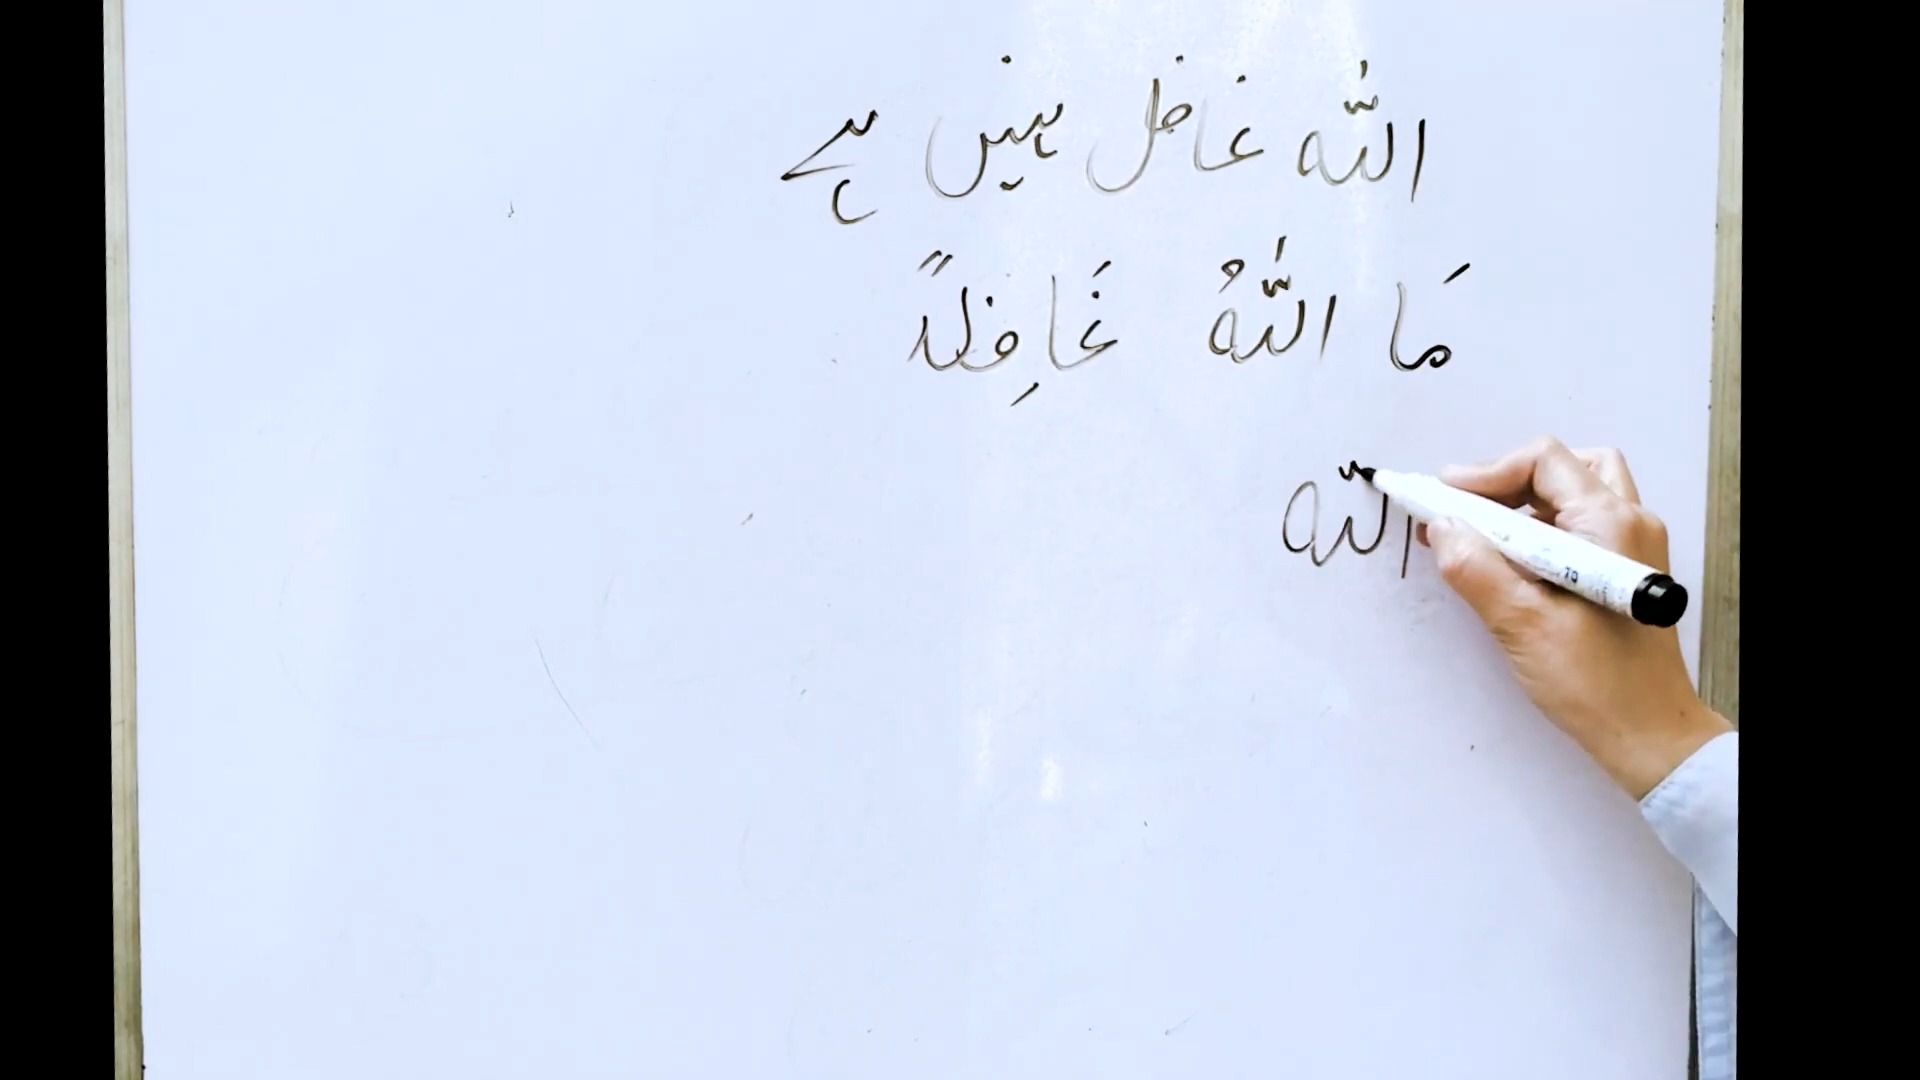 اللہ غافل نہیں ہے
مَا اللّٰهُ غَافِلًا
اللّه